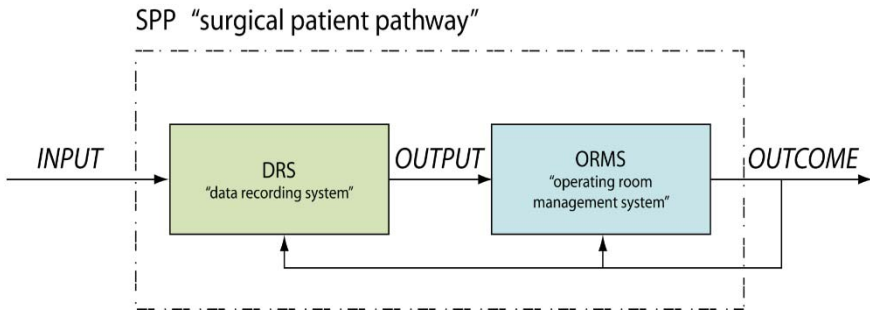 SPP “surgical patient pathway”
INPUT
DRS
“data recording system”
OUTPUT
ORMS
“operating room
management system”
OUTCOME